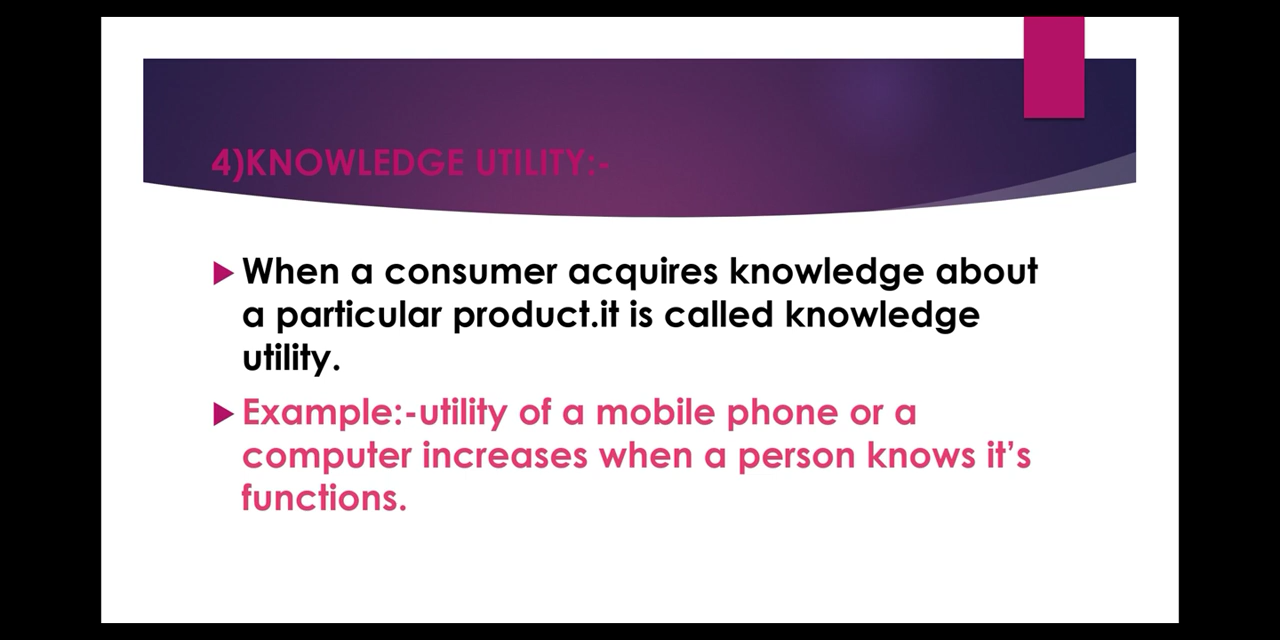 4)KNOWLEDGE UTILITY:-
When a consumer acquires knowledge about
a particular product.it is called knowledge
utility.
Example:-utility of a mobile phone or a
computer increases when a person knows it’s
functions.